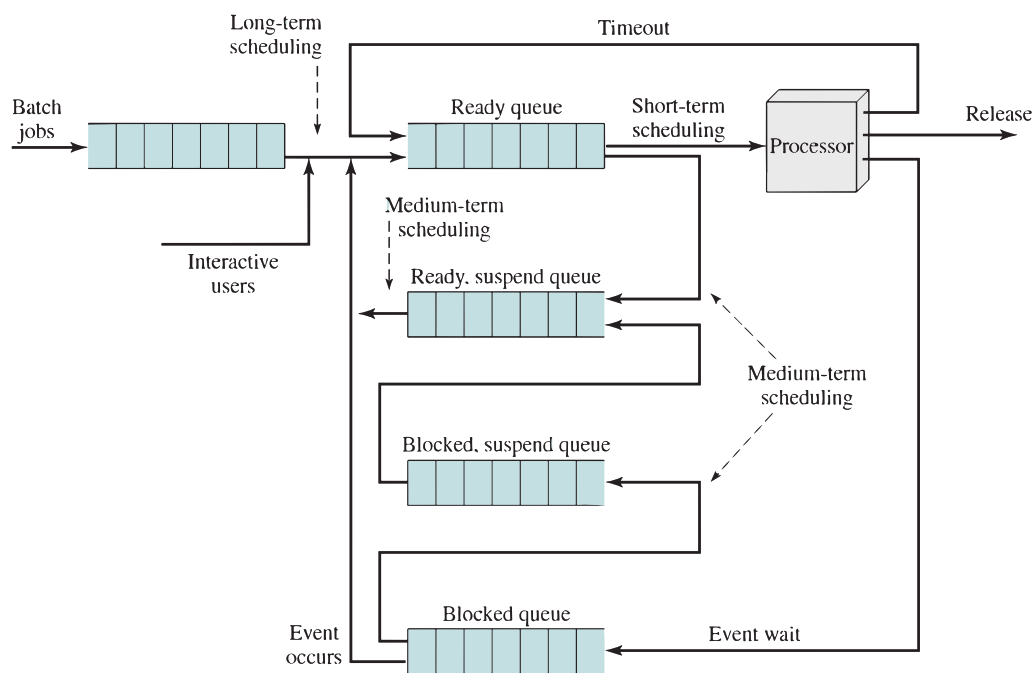 Long-term
scheduling
Timeout
Batch
jobs
Ready queue
Short-term
scheduling
Release
Processor
Medium-term
scheduling
Interactive
users
Ready, suspend queue
Medium-term
scheduling
Blocked, suspend queue
Blocked queue
Event
occurs
Event wait